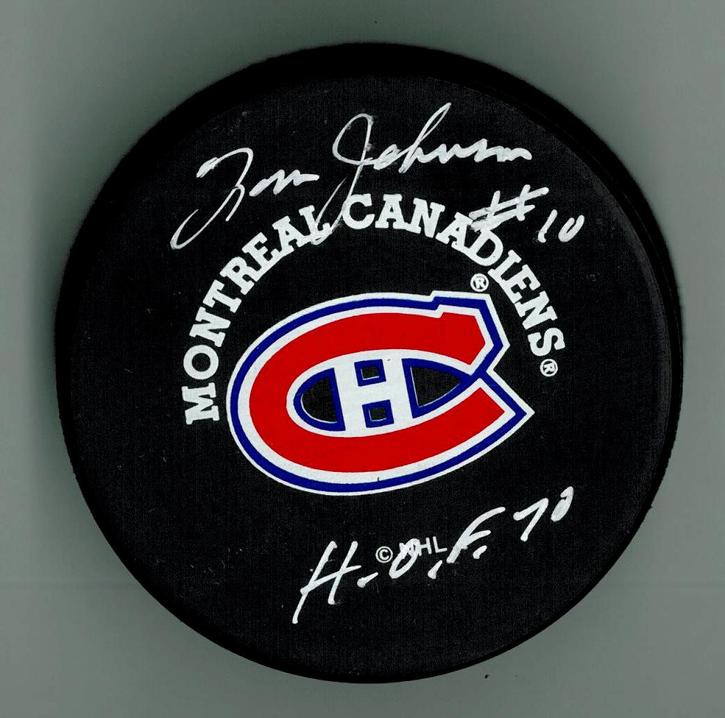 Tom Johnson
#10
MONTREAL CANADIENS®
®
CH
© NHL
H.O.F. 70